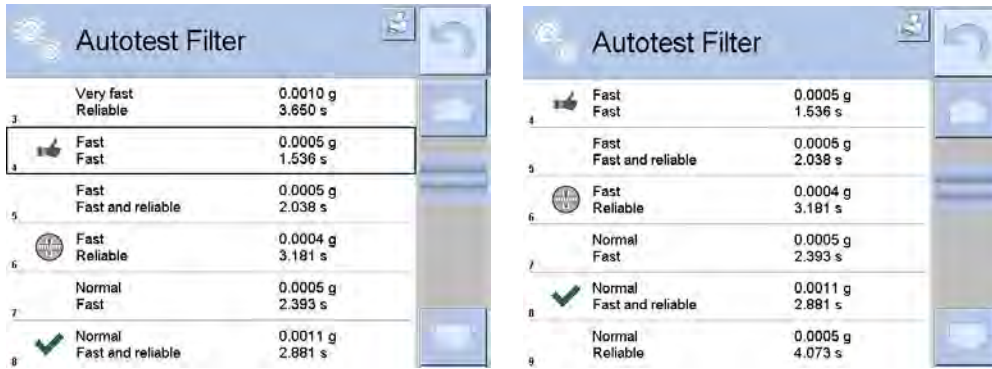 Autotest Filter
3 Very fast 0.0010 g
Reliable 3.650 s
4 Fast 0.0005 g
Fast 1.536 s
5 Fast 0.0005 g
Fast and reliable 2.038 s
6 Fast 0.0004 g
Reliable 3.181 s
7 Normal 0.0005 g
Fast 2.393 s
8 Normal 0.0011 g
Fast and reliable 2.881 s
Autotest Filter
4 Fast 0.0005 g
Fast 1.536 s
5 Fast 0.0005 g
Fast and reliable 2.038 s
6 Fast 0.0004 g
Reliable 3.181 s
7 Normal 0.0005 g
Fast 2.393 s
8 Normal 0.0011 g
Fast and reliable 2.881 s
9 Normal 0.0005 g
Reliable 4.073 s